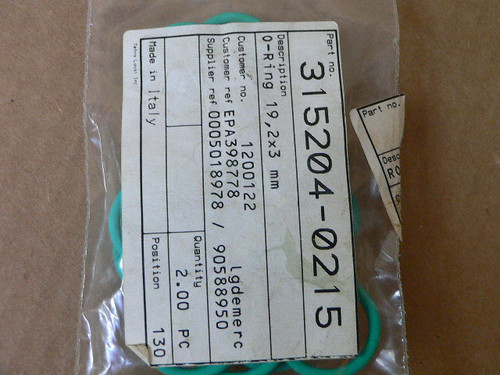 Part no.
315204-0215
Description
O-Ring 19,2x3 mm
Customer no. 1200122 lgdemerc
Customer ref EPA398778
Supplier ref 0005018978 / 90588950
Quantity
2.00 PC
Made in Italy
Position 130
Part no.
Desc
RO